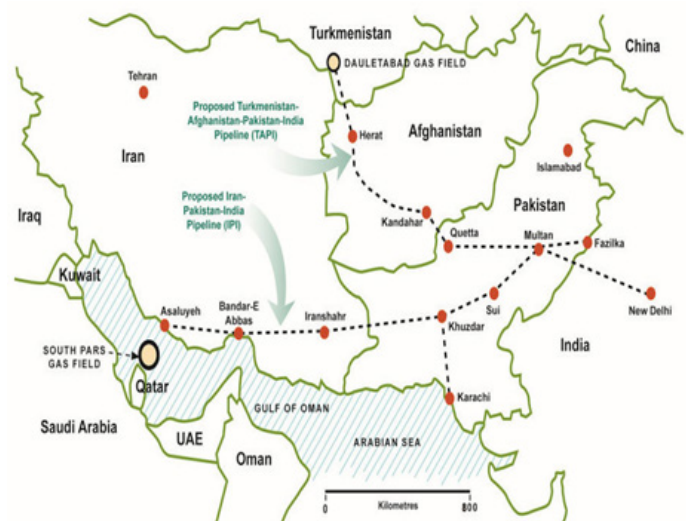 Turkmenistan
China
DAULETABAD GAS FIELD
Tehran
Proposed Turkmenistan-
Afghanistan-Pakistan-India
Pipeline (TAPI)
Herat
Afghanistan
Islamabad
Iran
Proposed Iran-
Pakistan-India
Pipeline (IPI)
Pakistan
Iraq
Kandahar
Quetta
Multan
Fazilka
Kuwait
Asaluyeh
Bandar-E
Abbas
Iranshahr
Sui
New Delhi
Khuzdar
India
SOUTH PARS
GAS FIELD
Qatar
Karachi
GULF OF OMAN
Saudi Arabia
UAE
ARABIAN SEA
Oman
0
Kilometres
800